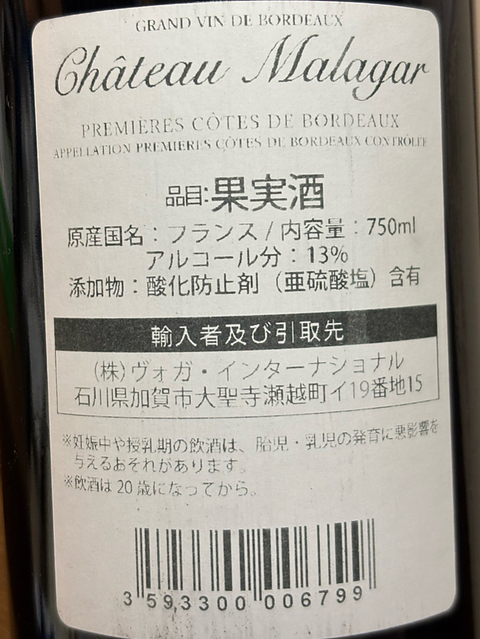 GRAND VIN DE BORDEAUX
Château Malagar
PREMIÈRES CÔTES DE BORDEAUX
APPELLATION PREMIERES CÔTES DU BORDEAUX CONTRÔLÉE
品目:果実酒
原産国名：フランス / 内容量：750ml
アルコール分：13%
添加物：酸化防止剤（亜硫酸塩）含有
輸入者及び引取先
(株)ヴォガ・インターナショナル
石川県加賀市大聖寺瀬越町イ19番地15
※妊娠中や授乳期の飲酒は、胎児・乳児の発育に悪影響を
与えるおそれがあります。
※飲酒は20歳になってから。
3 593300 006799